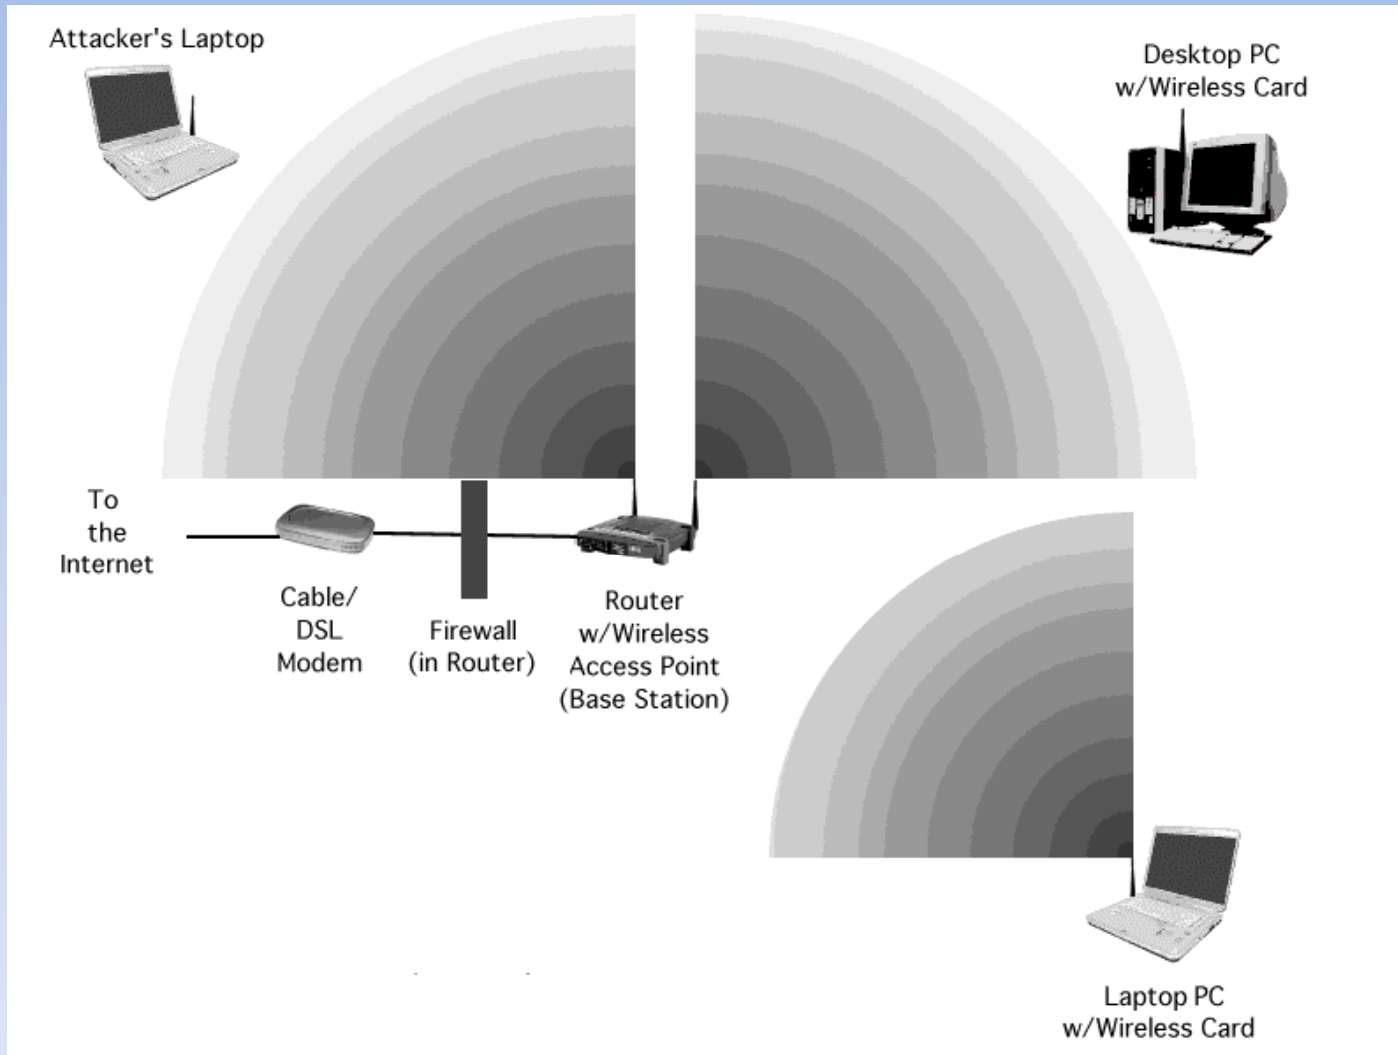 Attacker's Laptop
Desktop PC
w/Wireless Card
To
the
Internet
Cable/
DSL
Modem
Firewall
(in Router)
Router
w/Wireless
Access Point
(Base Station)
Laptop PC
w/Wireless Card